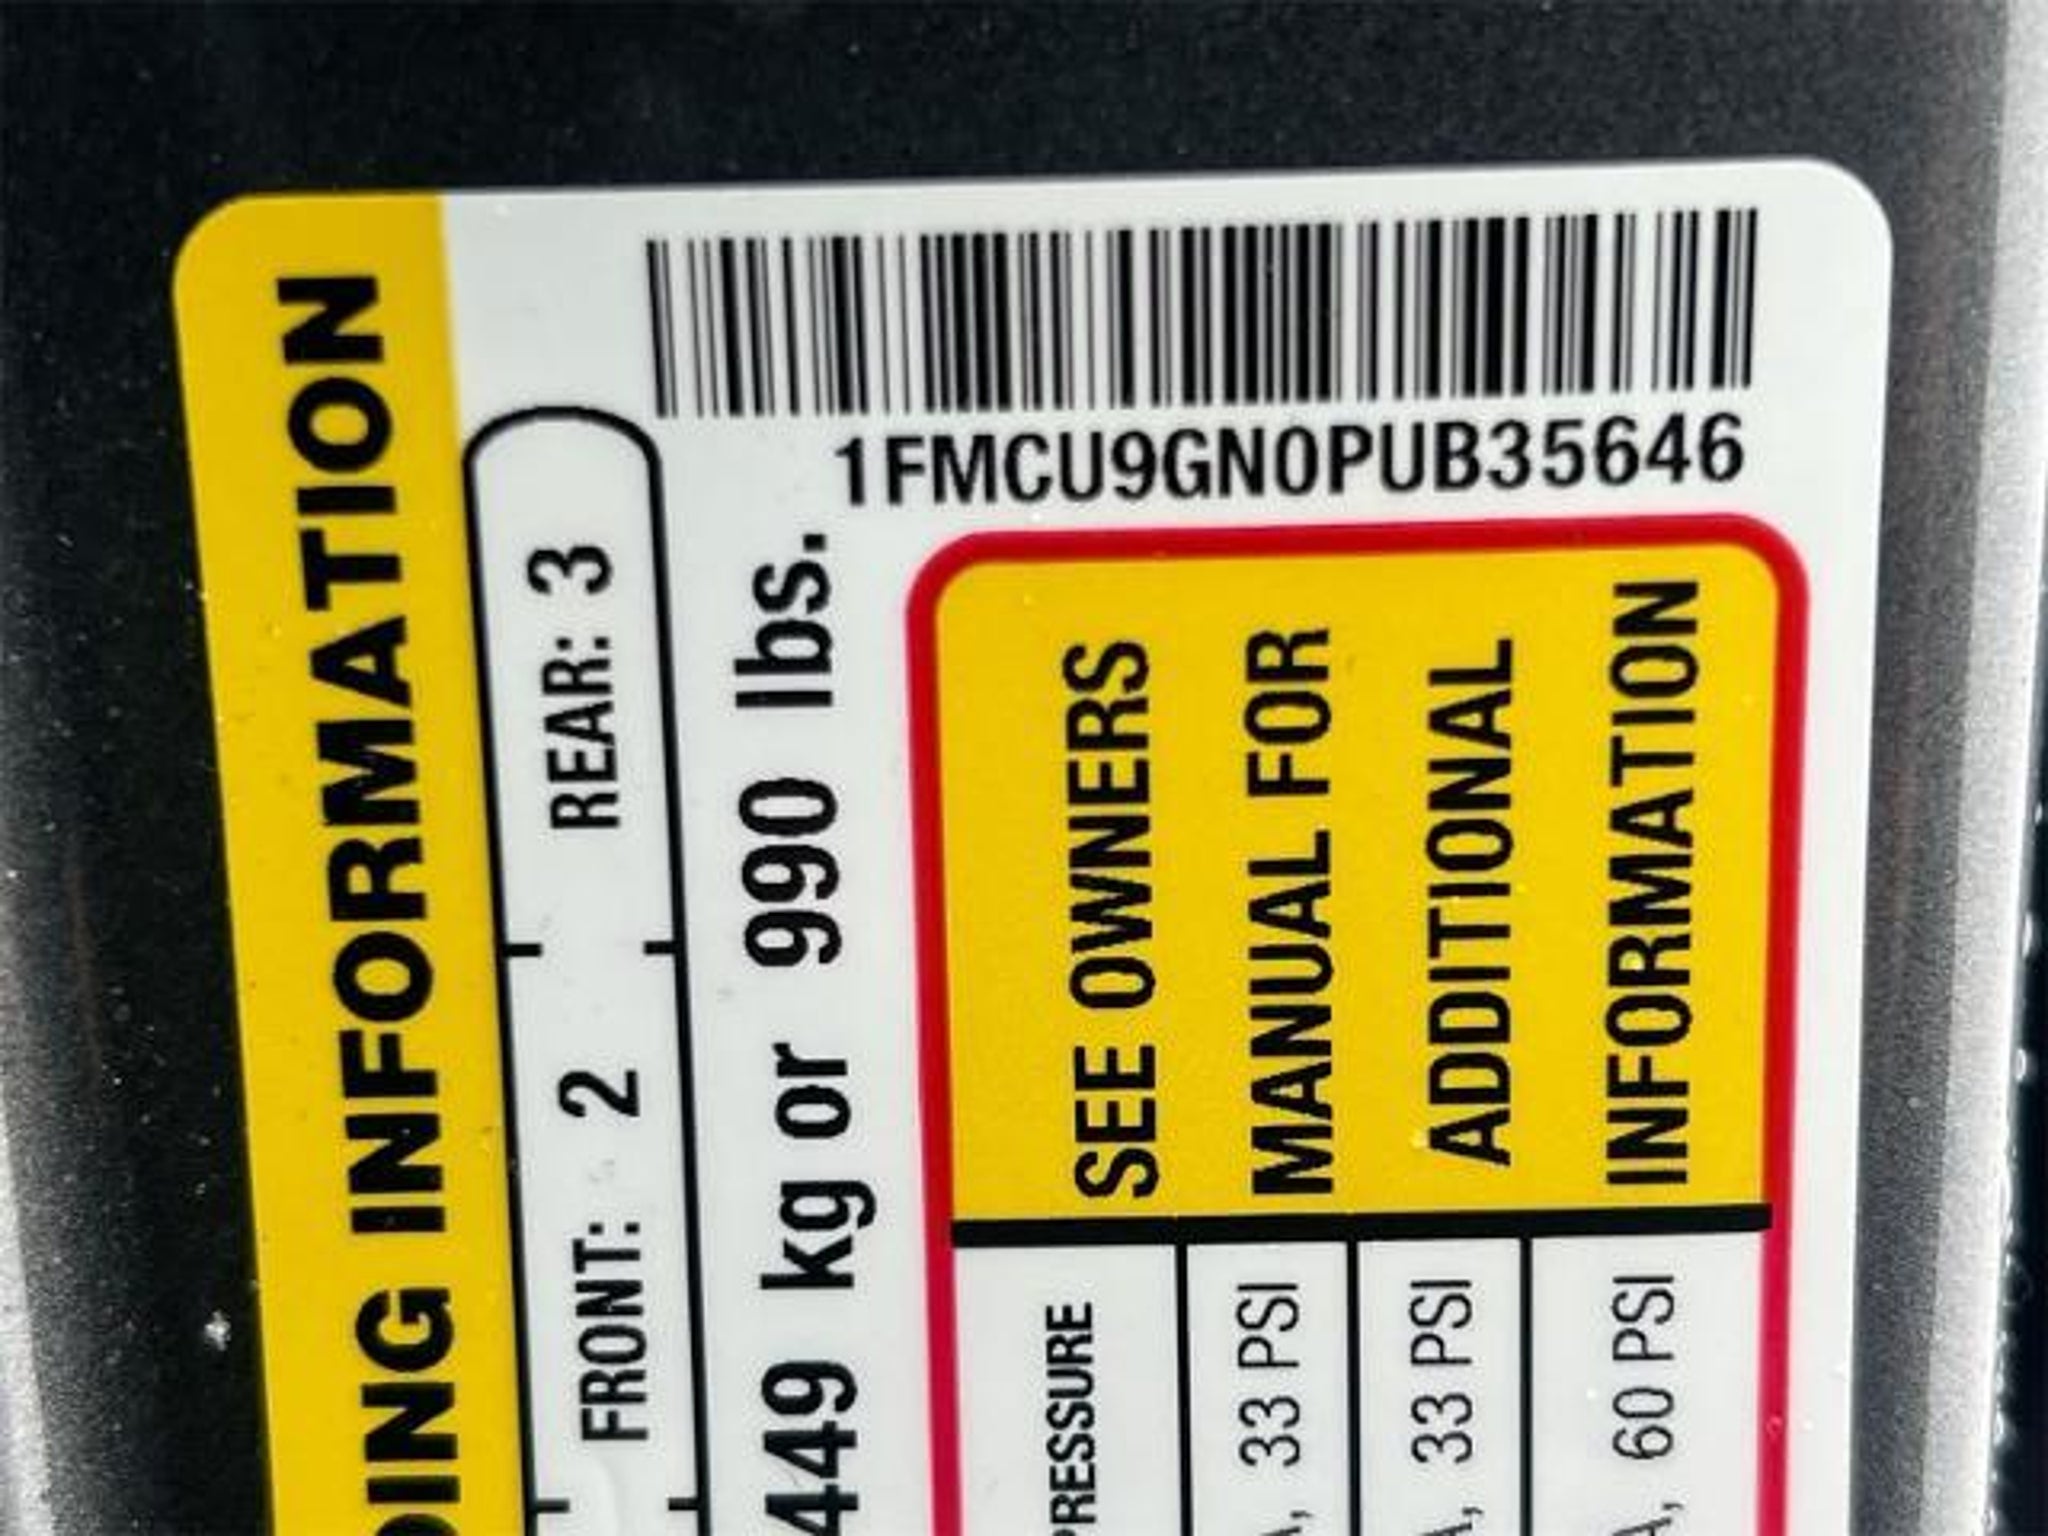 1FMCU9GN0PUB35646
INFORMATION
FRONT: 2 REAR: 3
449 kg or 990 lbs.
PRESSURE
33 PSI
33 PSI
60 PSI
SEE OWNERS
MANUAL FOR
ADDITIONAL
INFORMATION